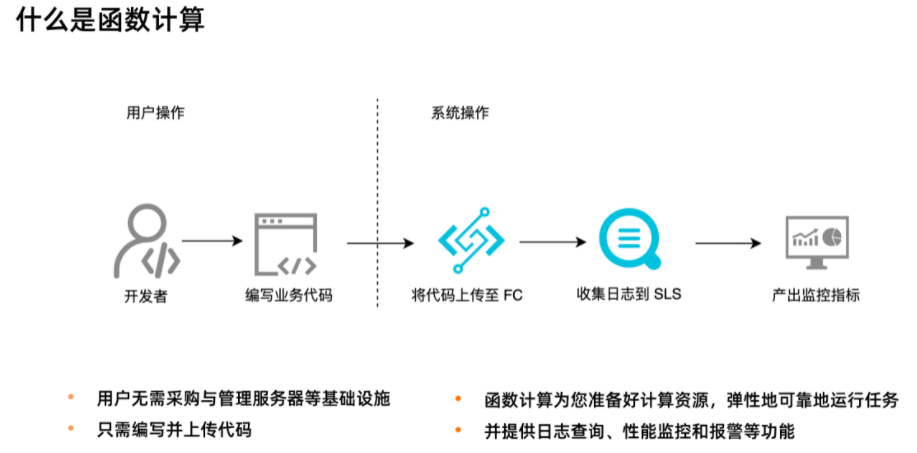 什么是函数计算
用户操作
系统操作
开发者
编写业务代码
将代码上传至 FC
收集日志到 SLS
产出监控指标
• 用户无需采购与管理服务器等基础设施
• 只需编写并上传代码
• 函数计算为您准备好计算资源，弹性地可靠地运行任务
• 并提供日志查询、性能监控和报警等功能